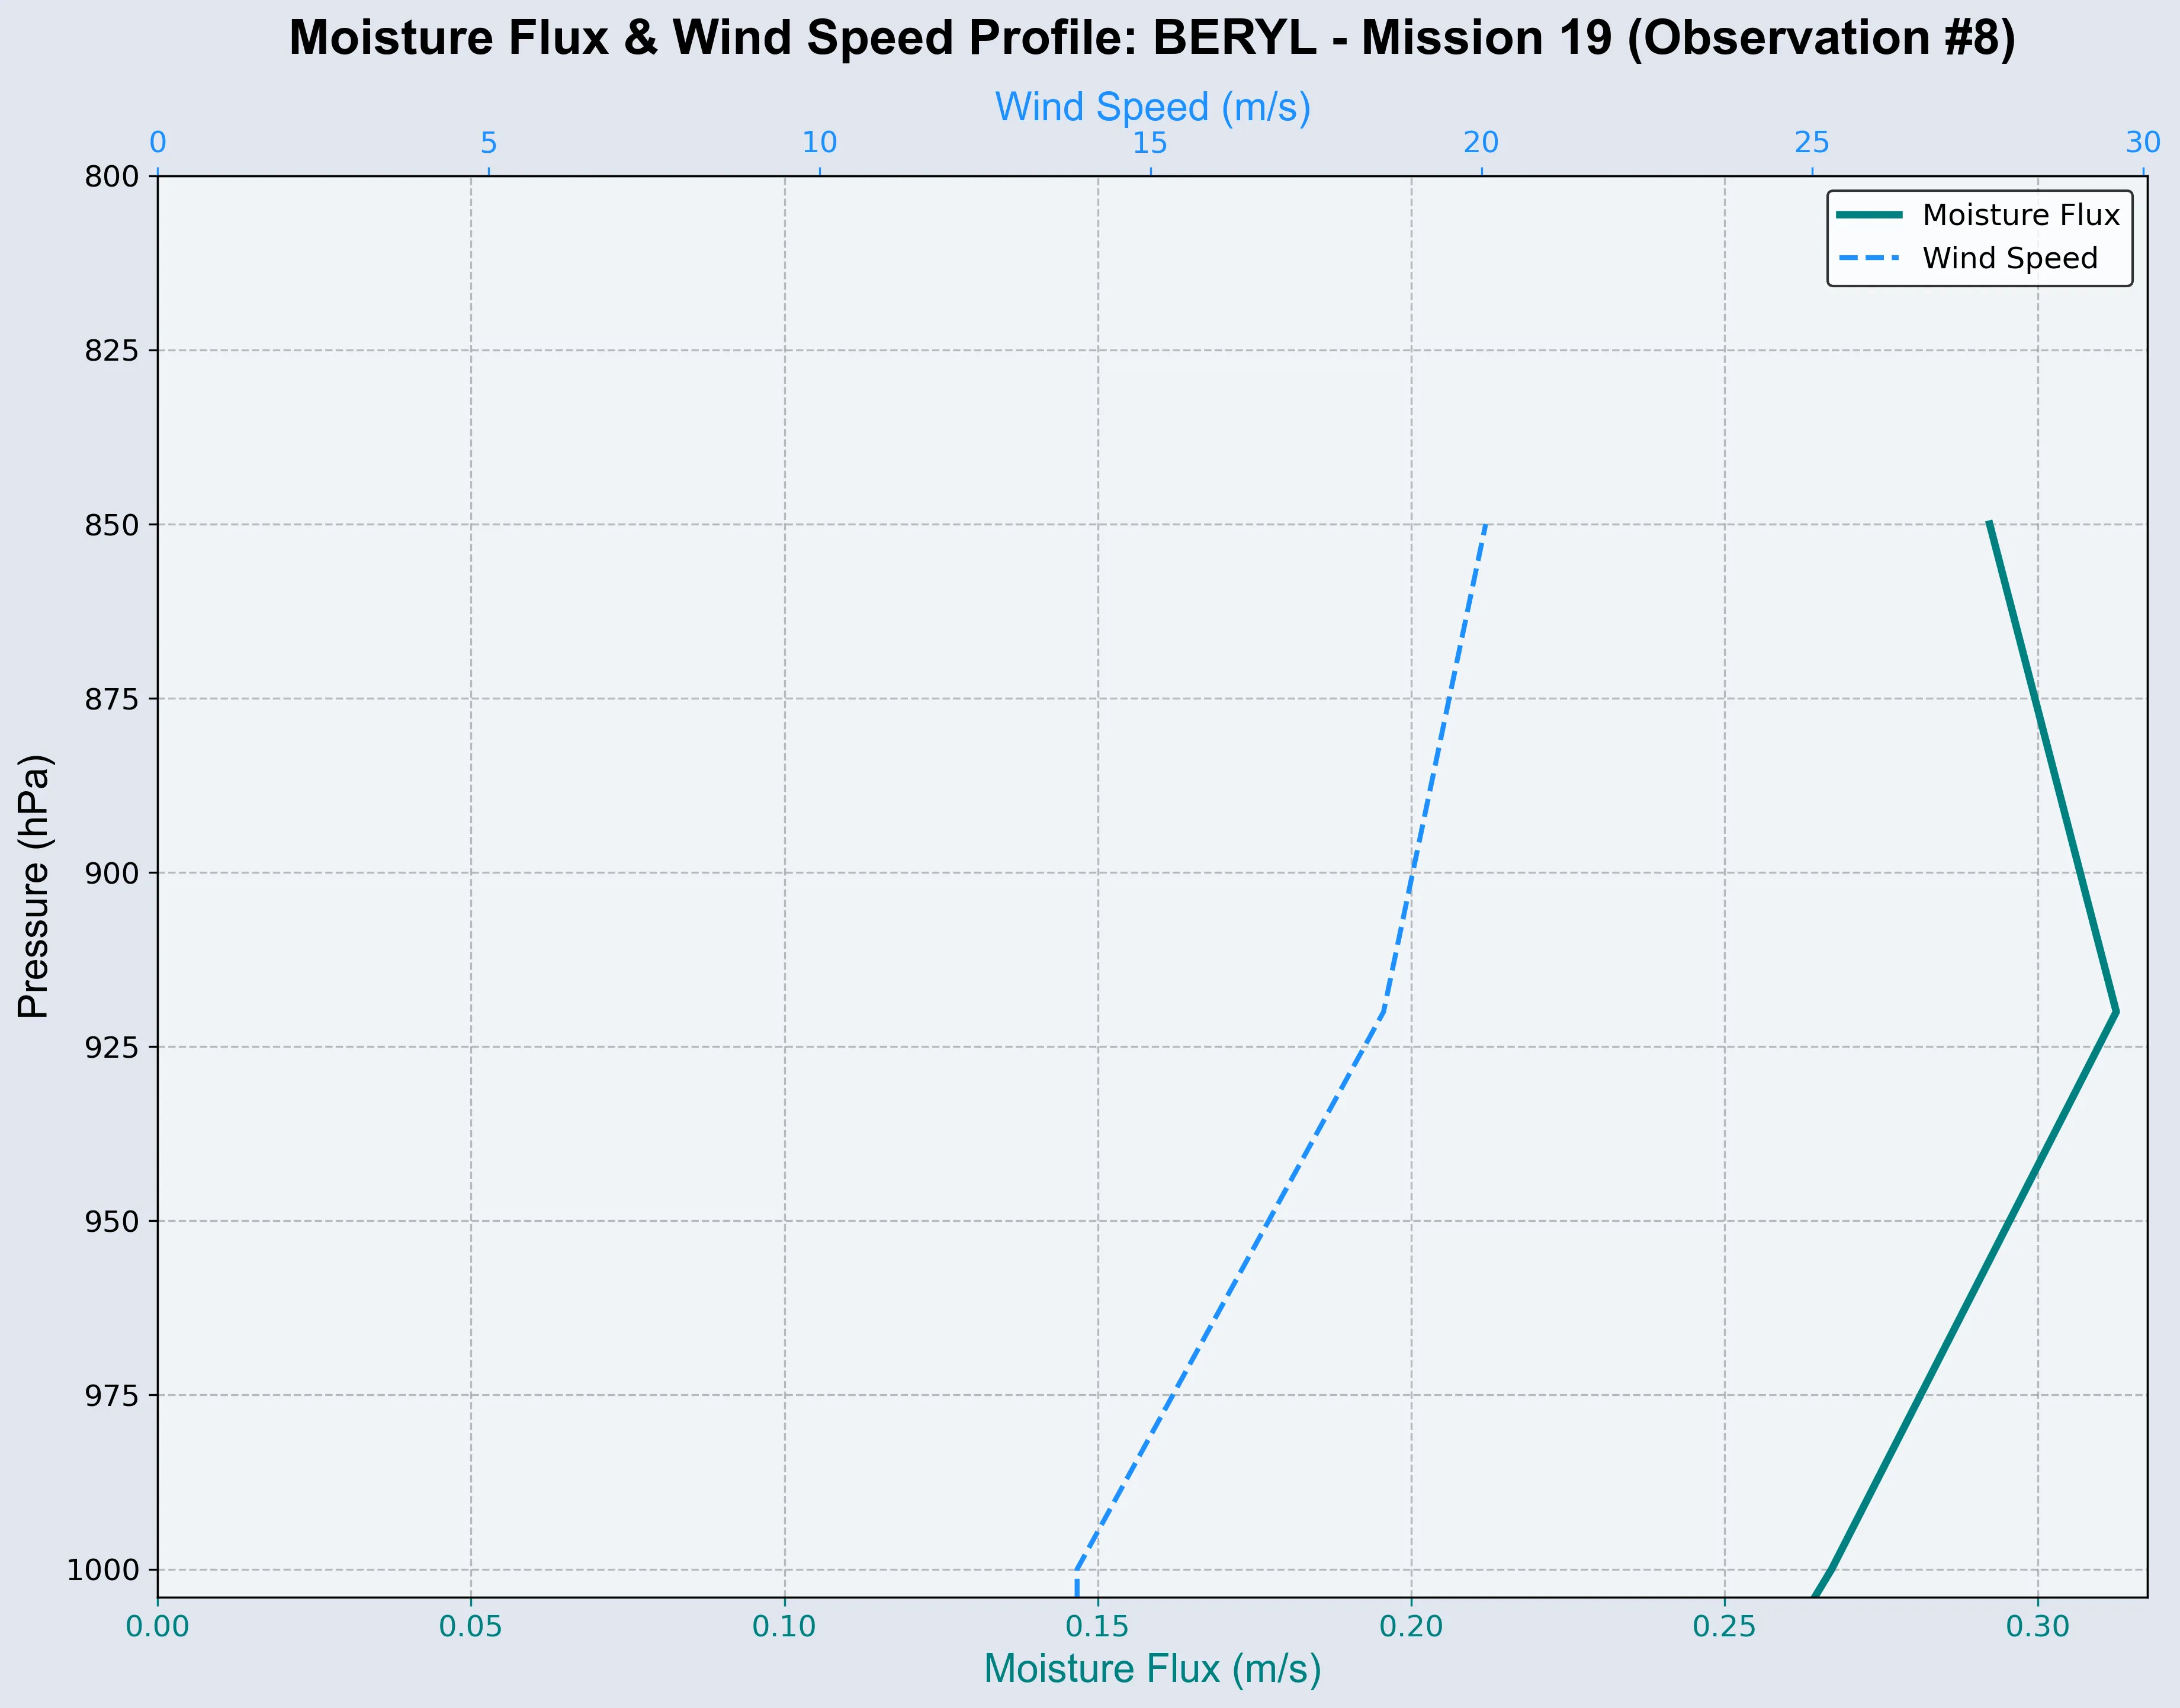 Moisture Flux & Wind Speed Profile: BERYL - Mission 19 (Observation #8)
Wind Speed (m/s)
0 5 10 15 20 25 30
Moisture Flux
Wind Speed
800
825
850
875
900
925
950
975
1000
Pressure (hPa)
0.00 0.05 0.10 0.15 0.20 0.25 0.30
Moisture Flux (m/s)